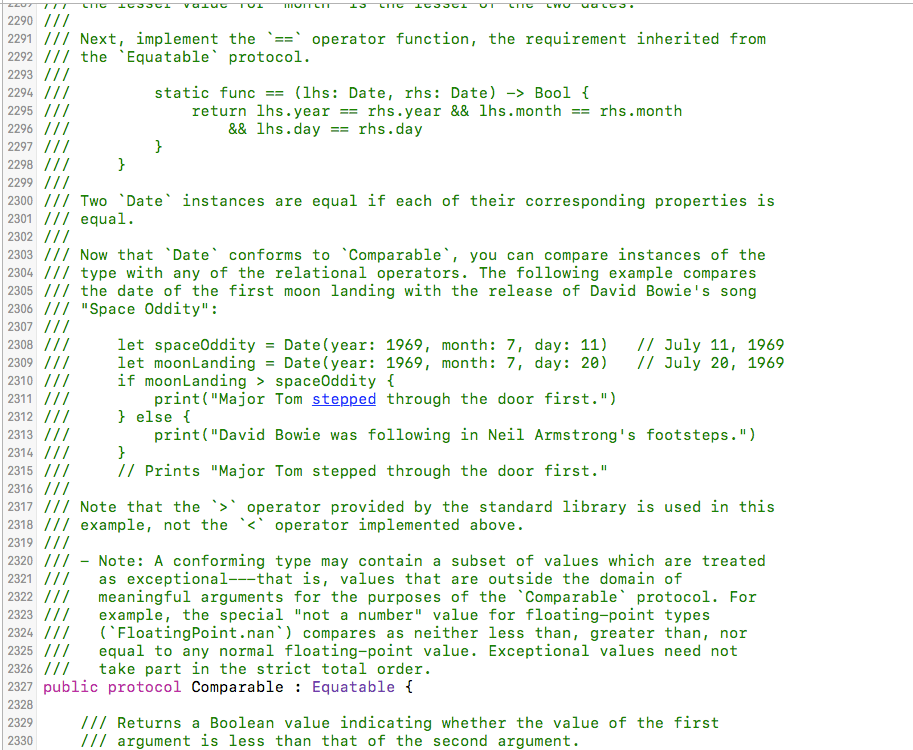 2289 /// the lesser value for `month` is the lesser of the two dates.
2290 ///
2291 /// Next, implement the `==` operator function, the requirement inherited from
2292 /// the `Equatable` protocol.
2293 ///
2294 ///         static func == (lhs: Date, rhs: Date) -> Bool {
2295 ///             return lhs.year == rhs.year && lhs.month == rhs.month
2296 ///                 && lhs.day == rhs.day
2297 ///         }
2298 ///     }
2299 ///
2300 /// Two `Date` instances are equal if each of their corresponding properties is
2301 /// equal.
2302 ///
2303 /// Now that `Date` conforms to `Comparable`, you can compare instances of the
2304 /// type with any of the relational operators. The following example compares
2305 /// the date of the first moon landing with the release of David Bowie's song
2306 /// "Space Oddity":
2307 ///
2308 ///     let spaceOddity = Date(year: 1969, month: 7, day: 11)   // July 11, 1969
2309 ///     let moonLanding = Date(year: 1969, month: 7, day: 20)   // July 20, 1969
2310 ///     if moonLanding > spaceOddity {
2311 ///         print("Major Tom stepped through the door first.")
2312 ///     } else {
2313 ///         print("David Bowie was following in Neil Armstrong's footsteps.")
2314 ///     }
2315 ///     // Prints "Major Tom stepped through the door first."
2316 ///
2317 /// Note that the `>` operator provided by the standard library is used in this
2318 /// example, not the `<` operator implemented above.
2319 ///
2320 /// - Note: A conforming type may contain a subset of values which are treated
2321 ///   as exceptional---that is, values that are outside the domain of
2322 ///   meaningful arguments for the purposes of the `Comparable` protocol. For
2323 ///   example, the special "not a number" value for floating-point types
2324 ///   (`FloatingPoint.nan`) compares as neither less than, greater than, nor
2325 ///   equal to any normal floating-point value. Exceptional values need not
2326 ///   take part in the strict total order.
2327 public protocol Comparable : Equatable {
2328
2329     /// Returns a Boolean value indicating whether the value of the first
2330     /// argument is less than that of the second argument.